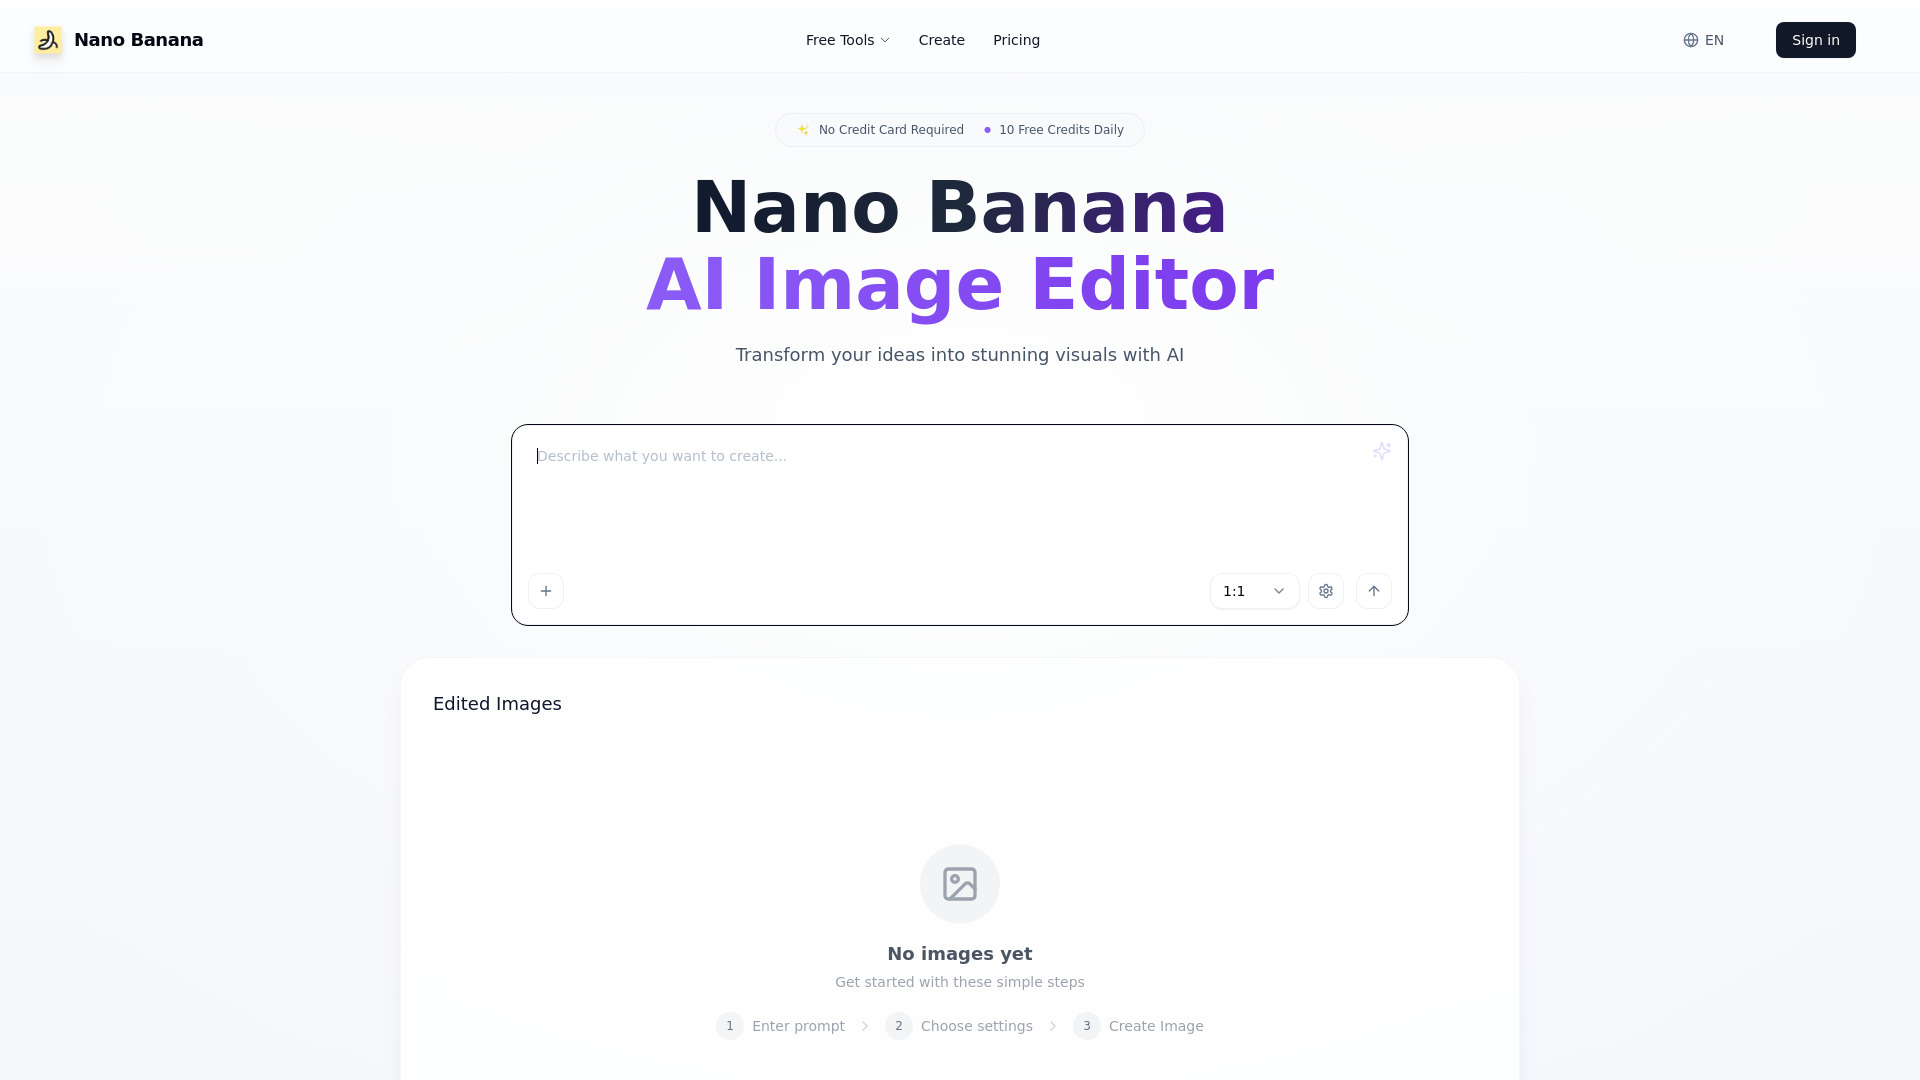 Nano Banana
Free Tools
Create
Pricing
EN
Sign in
No Credit Card Required
10 Free Credits Daily
Nano Banana
AI Image Editor
Transform your ideas into stunning visuals with AI
Describe what you want to create...
1:1
Edited Images
No images yet
Get started with these simple steps
1 Enter prompt
2 Choose settings
3 Create Image